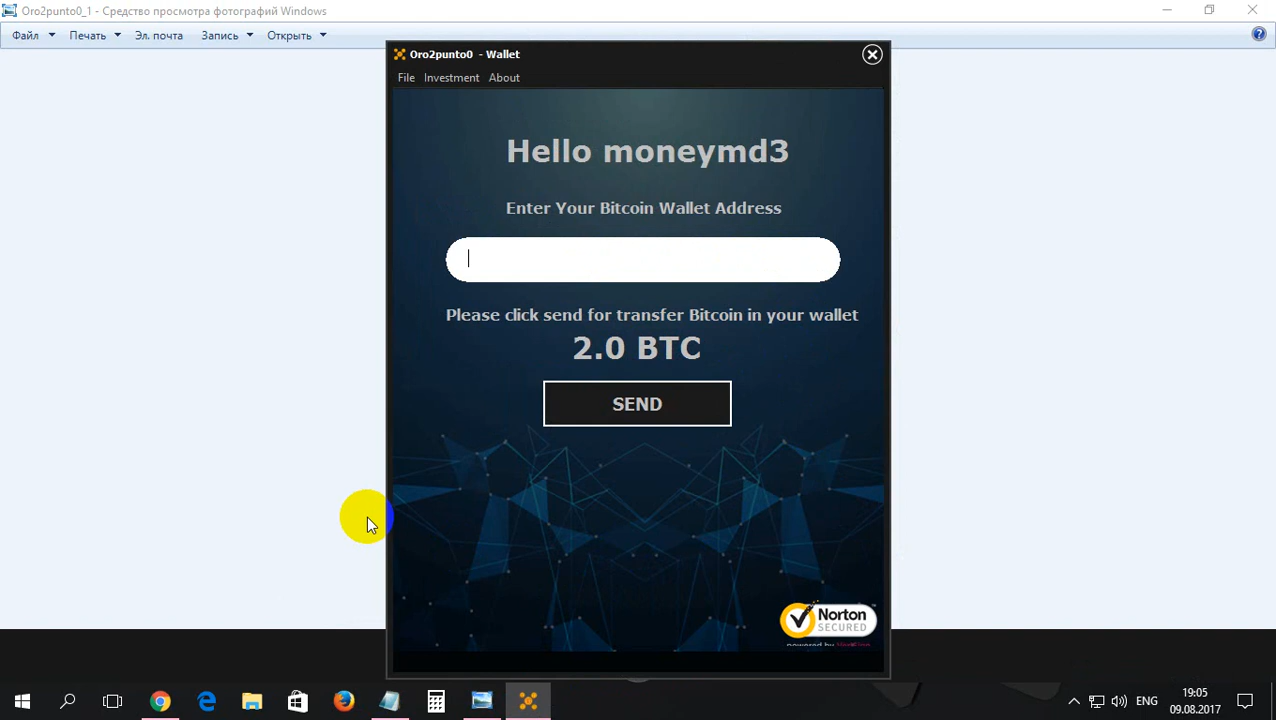 Oro2punto0_1 - Средство просмотра фотографий Windows
Файл Печать Эл. почта Запись Открыть
Oro2punto0 - Wallet
File Investment About
Hello moneymd3
Enter Your Bitcoin Wallet Address
Please click send for transfer Bitcoin in your wallet
2.0 BTC
SEND
Norton
SECURED
powered by
ENG
19:05
09.08.2017